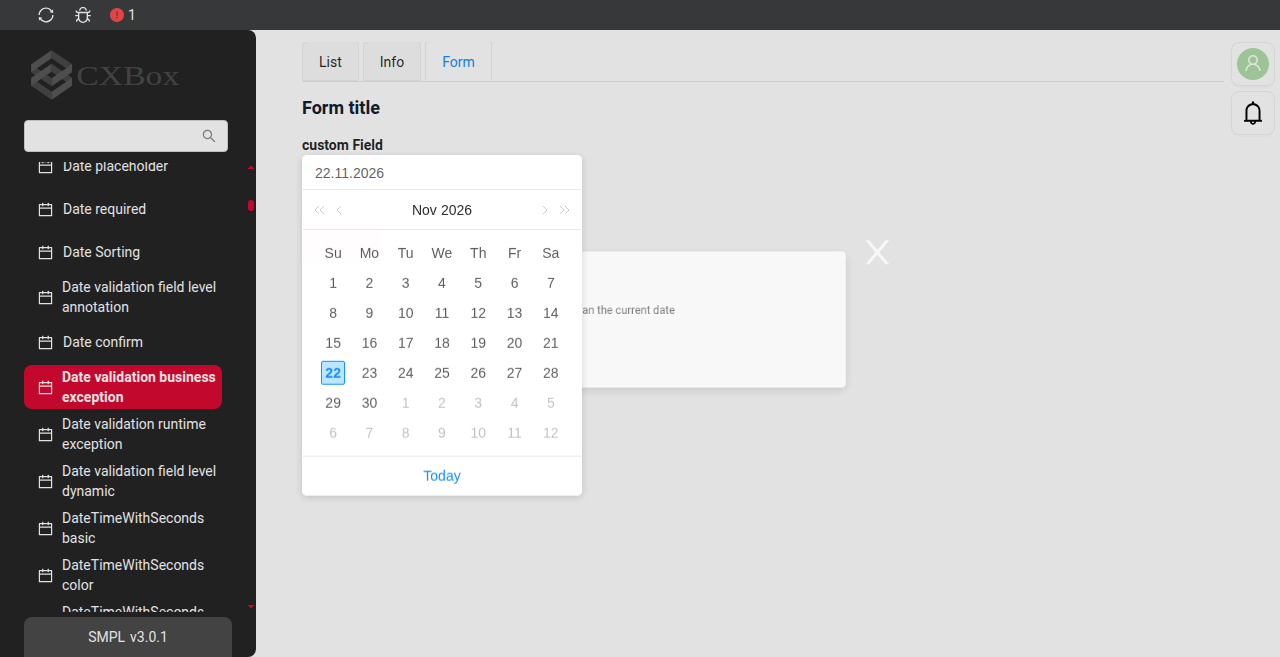 1
CXBox
Date placeholder
Date required
Date Sorting
Date validation field level
annotation
Date confirm
Date validation business
exception
Date validation runtime
exception
Date validation field level
dynamic
DateTimeWithSeconds
basic
DateTimeWithSeconds
color
DateTimeWithSeconds
SMPL v3.0.1
List Info Form
Form title
custom Field
22.11.2026
Nov 2026
Su Mo Tu We Th Fr Sa
1 2 3 4 5 6 7
8 9 10 11 12 13 14
15 16 17 18 19 20 21
22 23 24 25 26 27 28
29 30 1 2 3 4 5
6 7 8 9 10 11 12
Today
an the current date